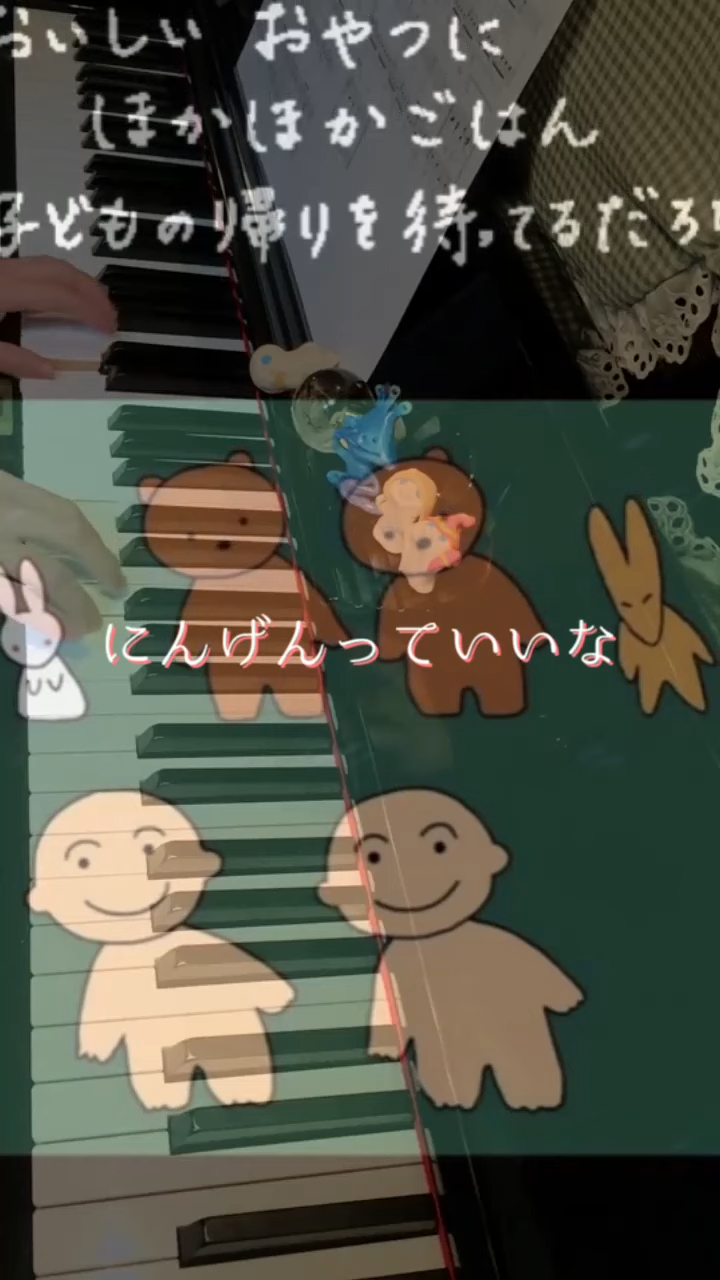 おいしい おやつに
ほかほかごはん
子どもの帰りを待ってるだろな
にんげんっていいな